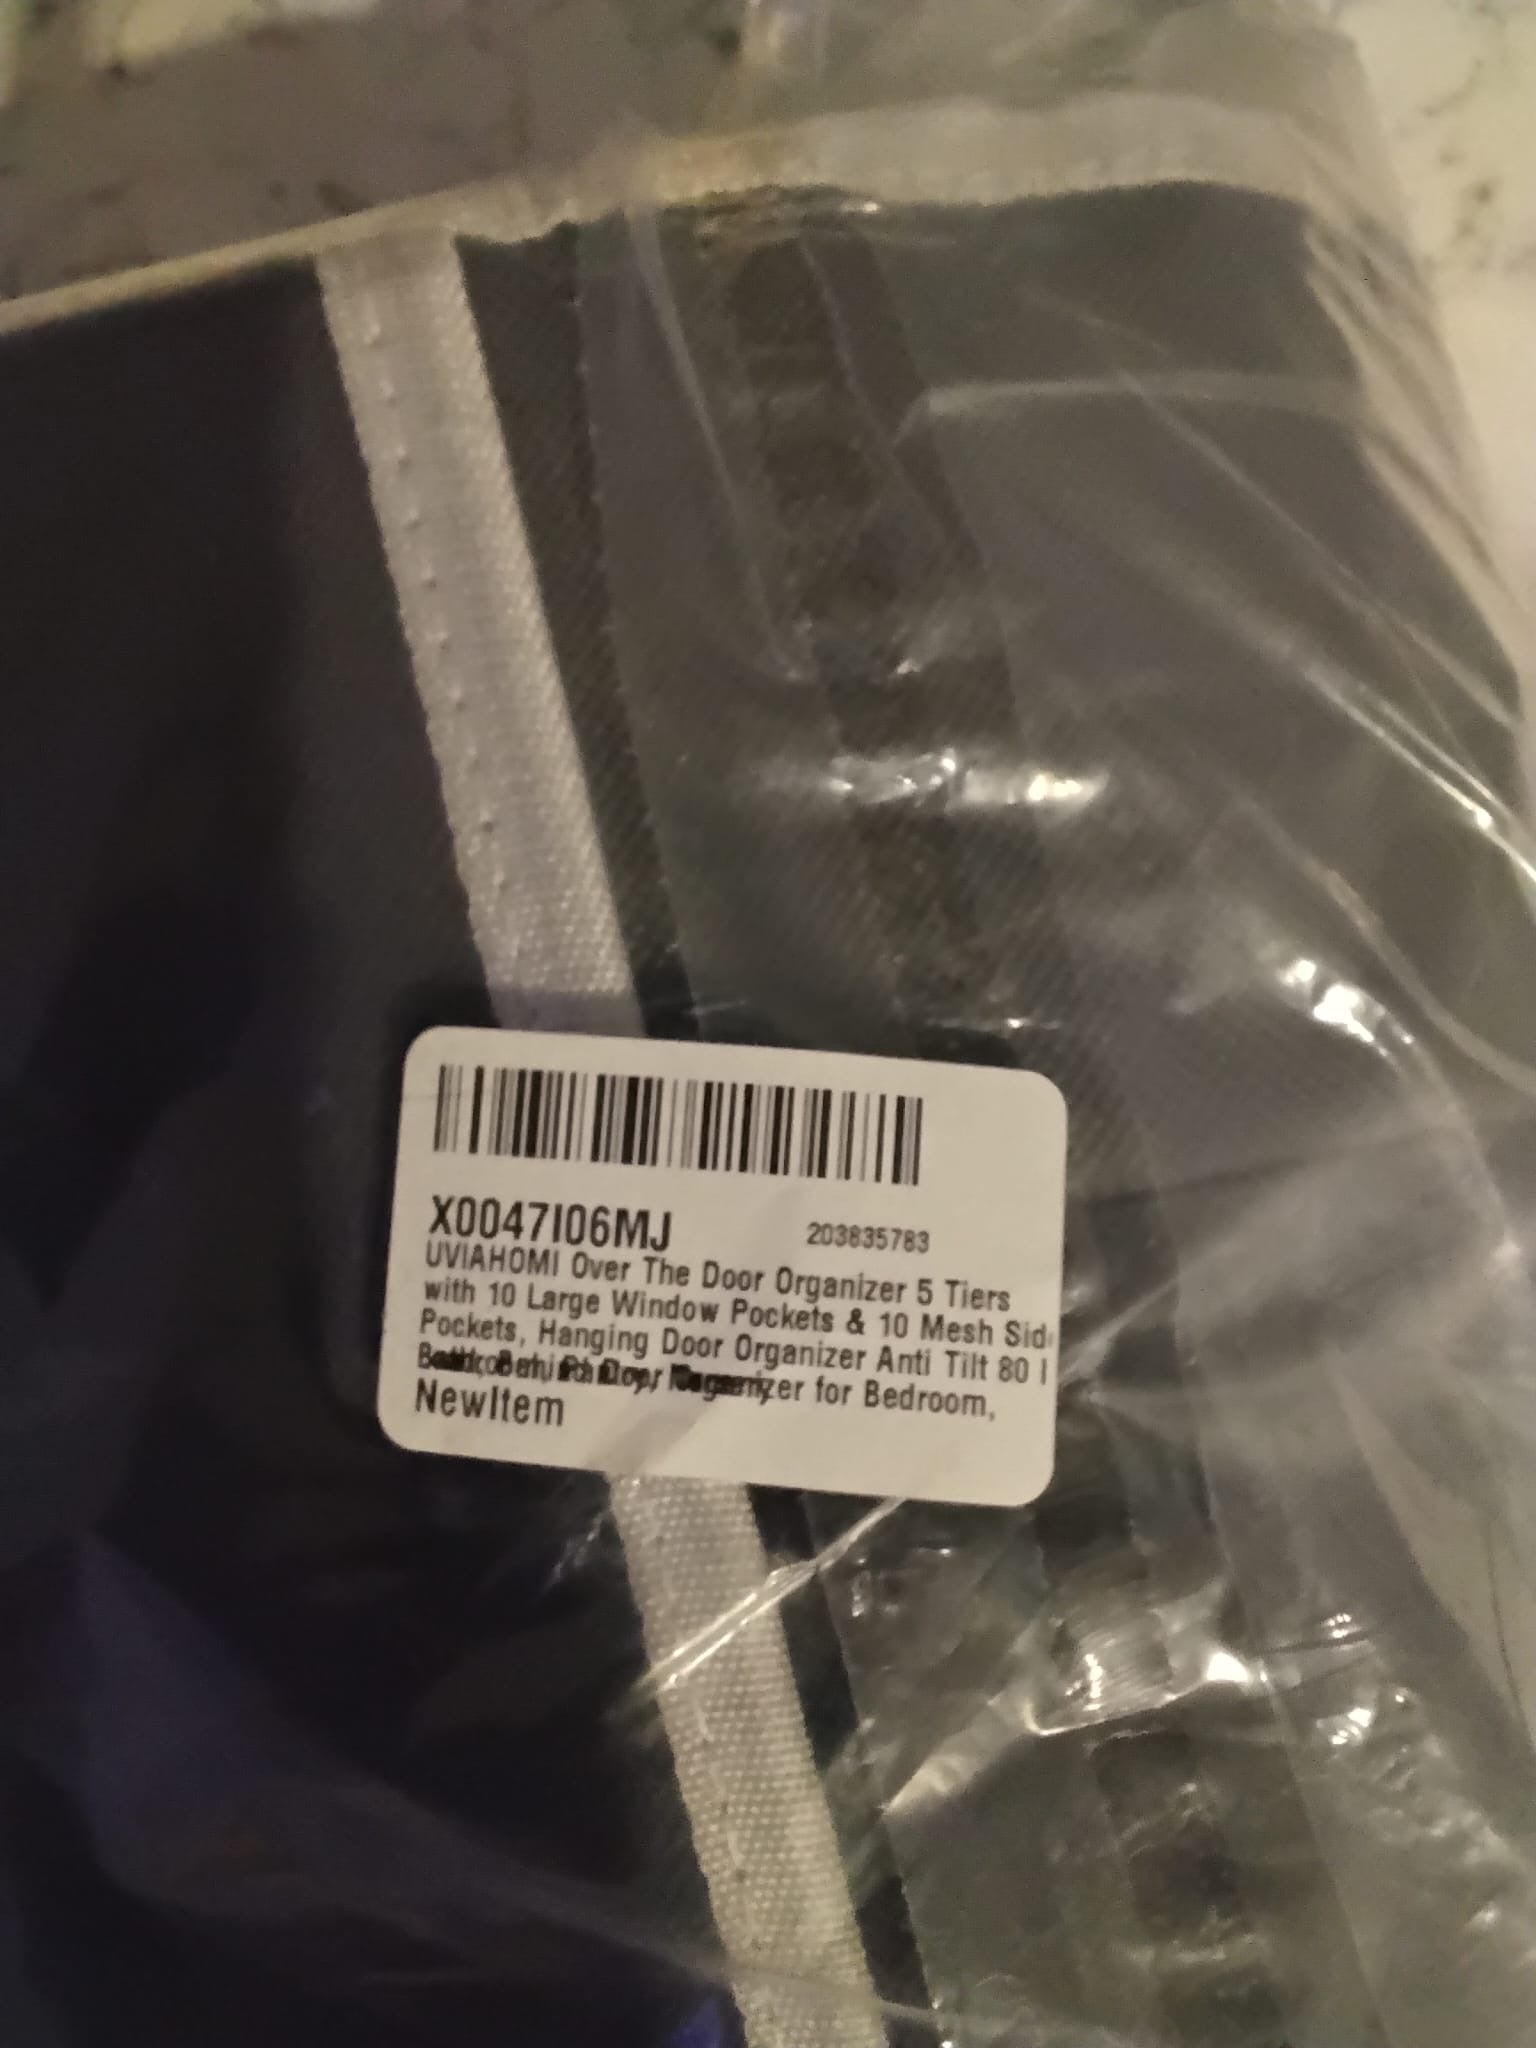 X0047I06MJ 203835783
UVIAHOMI Over The Door Organizer 5 Tiers
with 10 Large Window Pockets & 10 Mesh Sid
Pockets, Hanging Door Organizer Anti Tilt 80 l
for Bedroom,
NewItem